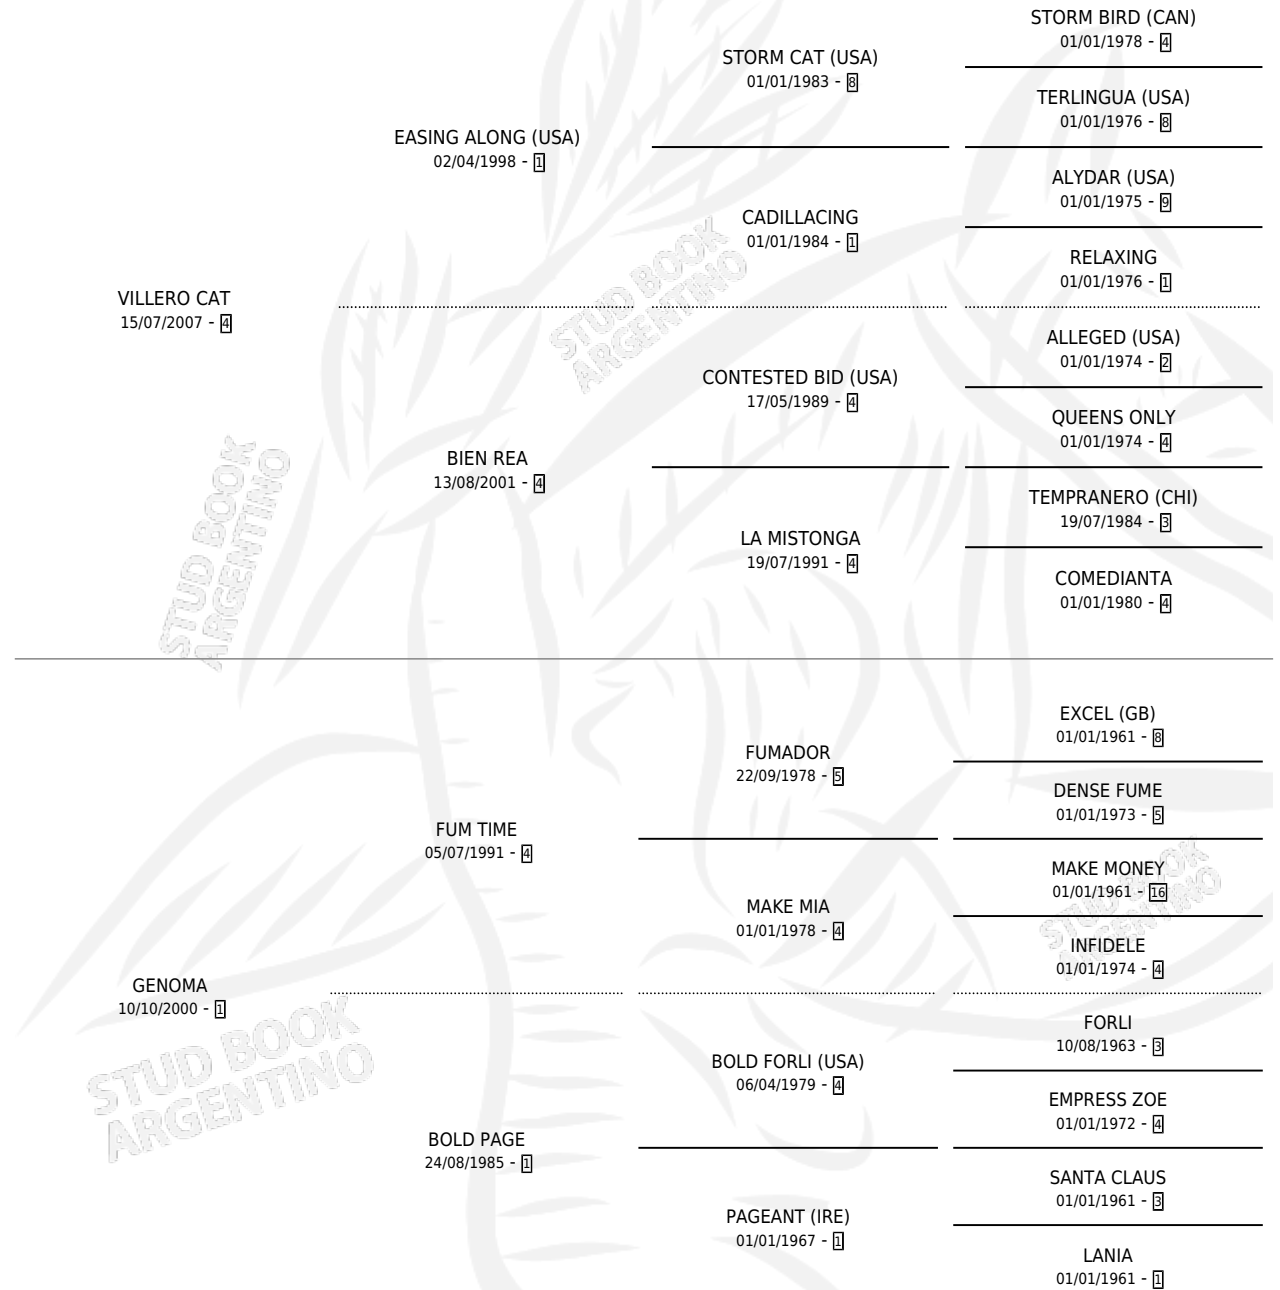 STORM BIRD (CAN)
01/01/1978 - 4
STORM CAT (USA)
01/01/1983 - 8
TERLINGUA (USA)
01/01/1976 - 8
EASING ALONG (USA)
02/04/1998 - 1
ALYDAR (USA)
01/01/1975 - 9
CADILLACING
01/01/1984 - 1
RELAXING
01/01/1976 - 1
VILLERO CAT
15/07/2007 - 4
ALLEGED (USA)
01/01/1974 - 2
CONTESTED BID (USA)
17/05/1989 - 4
QUEENS ONLY
01/01/1974 - 4
BIEN REA
13/08/2001 - 4
TEMPRANERO (CHI)
19/07/1984 - 3
LA MISTONGA
19/07/1991 - 4
COMEDIANTA
01/01/1980 - 4
EXCEL (GB)
01/01/1961 - 8
FUMADOR
22/09/1978 - 5
DENSE FUME
01/01/1973 - 5
FUM TIME
05/07/1991 - 4
MAKE MONEY
01/01/1961 - 16
MAKE MIA
01/01/1978 - 4
INFIDELE
01/01/1974 - 4
GENOMA
10/10/2000 - 1
FORLI
10/08/1963 - 3
BOLD FORLI (USA)
06/04/1979 - 4
EMPRESS ZOE
01/01/1972 - 4
BOLD PAGE
24/08/1985 - 1
SANTA CLAUS
01/01/1961 - 3
PAGEANT (IRE)
01/01/1967 - 1
LANIA
01/01/1961 - 1
STUD BOOK
ARGENTINO
STUD BOOK
ARGENTINO
STUD BOOK
ARGENTINO
STUD BOOK
ARGENTINO